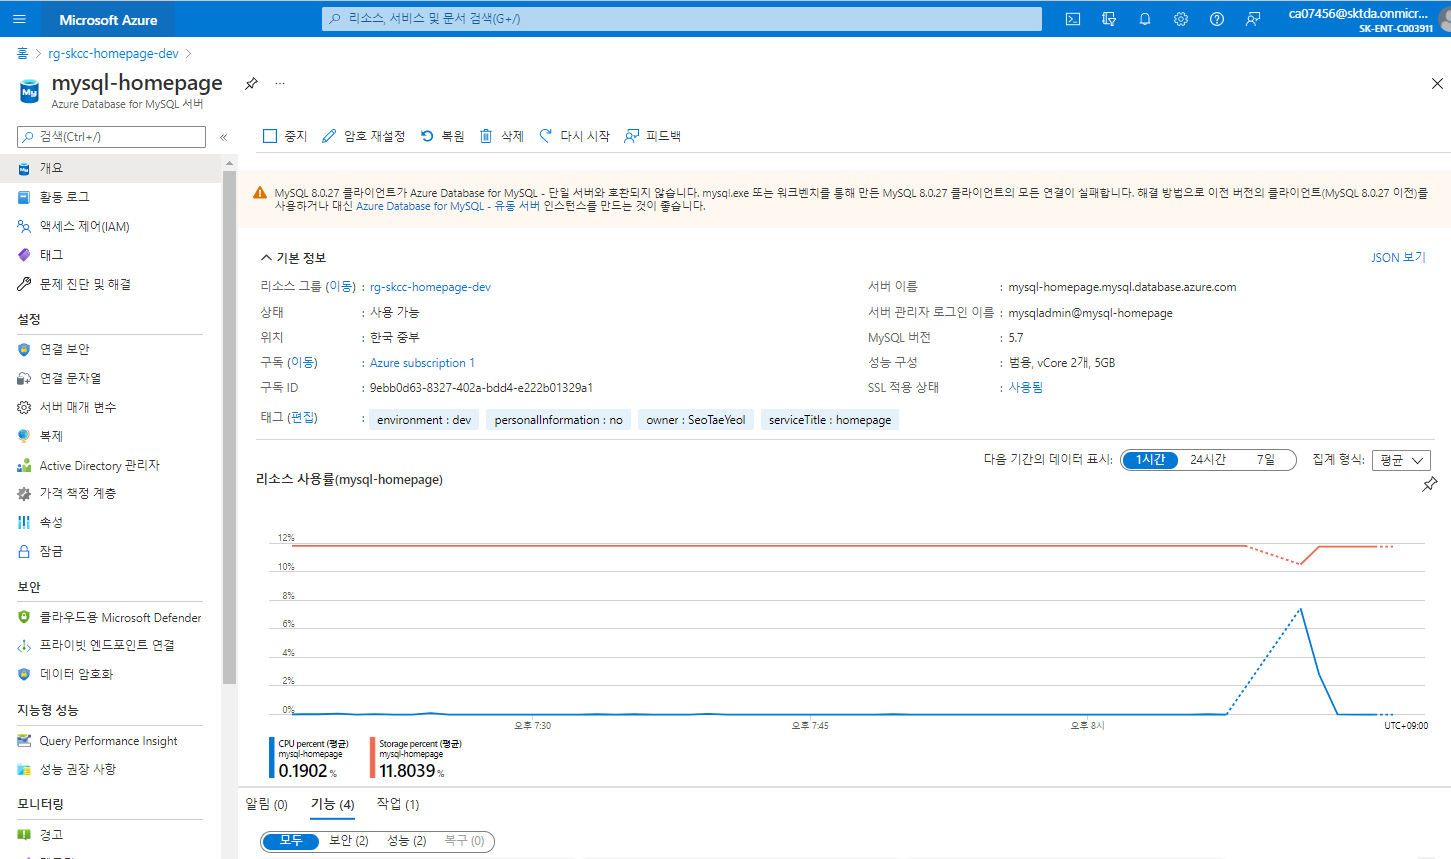 Microsoft Azure
리소스, 서비스 및 문서 검색(G+/)
ca07456@sktda.onmicr...
SK-ENT-C003911
홈 > rg-skcc-homepage-dev >
mysql-homepage
...
Azure Database for MySQL 서버
검색(Ctrl+/)
«
개요
활동 로그
액세스 제어(IAM)
태그
문제 진단 및 해결
설정
연결 보안
연결 문자열
서버 매개 변수
복제
Active Directory 관리자
가격 책정 계층
속성
잠금
보안
클라우드용 Microsoft Defender
프라이빗 엔드포인트 연결
데이터 암호화
지능형 성능
Query Performance Insight
성능 권장 사항
모니터링
경고
중지
암호 재설정
복원
삭제
다시 시작
피드백
MySQL 8.0.27 클라이언트가 Azure Database for MySQL - 단일 서버와 호환되지 않습니다. mysql.exe 또는 워크벤치를 통해 만든 MySQL 8.0.27 클라이언트의 모든 연결이 실패합니다. 해결 방법으로 이전 버전의 클라이언트(MySQL 8.0.27 이전)를
사용하거나 대신 Azure Database for MySQL - 유동 서버 인스턴스를 만드는 것이 좋습니다.
기본 정보
JSON 보기
리소스 그룹 (이동) : rg-skcc-homepage-dev
상태 : 사용 가능
위치 : 한국 중부
구독 (이동) : Azure subscription 1
구독 ID : 9ebb0d63-8327-402a-bdd4-e222b01329a1
태그 (편집) : environment : dev personalInformation : no owner : SeoTaeYeol serviceTitle : homepage
서버 이름 : mysql-homepage.mysql.database.azure.com
서버 관리자 로그인 이름 : mysqladmin@mysql-homepage
MySQL 버전 : 5.7
성능 구성 : 범용, vCore 2개, 5GB
SSL 적용 상태 : 사용됨
다음 기간의 데이터 표시: 1시간 24시간 7일 집계 형식: 평균
리소스 사용률(mysql-homepage)
12%
10%
8%
6%
4%
2%
0%
오후 7:30
오후 7:45
오후 8시
UTC+09:00
CPU percent (평균)
mysql-homepage
0.1902 %
Storage percent (평균)
mysql-homepage
11.8039 %
알림 (0) 기능 (4) 작업 (1)
모두 보안 (2) 성능 (2) 복구 (0)